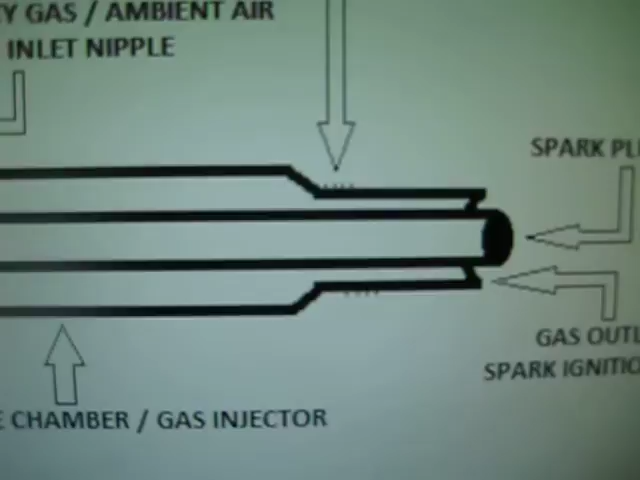 Y GAS / AMBIENT AIR
INLET NIPPLE
SPARK PL
GAS OUTL
SPARK IGNITIO
E CHAMBER / GAS INJECTOR